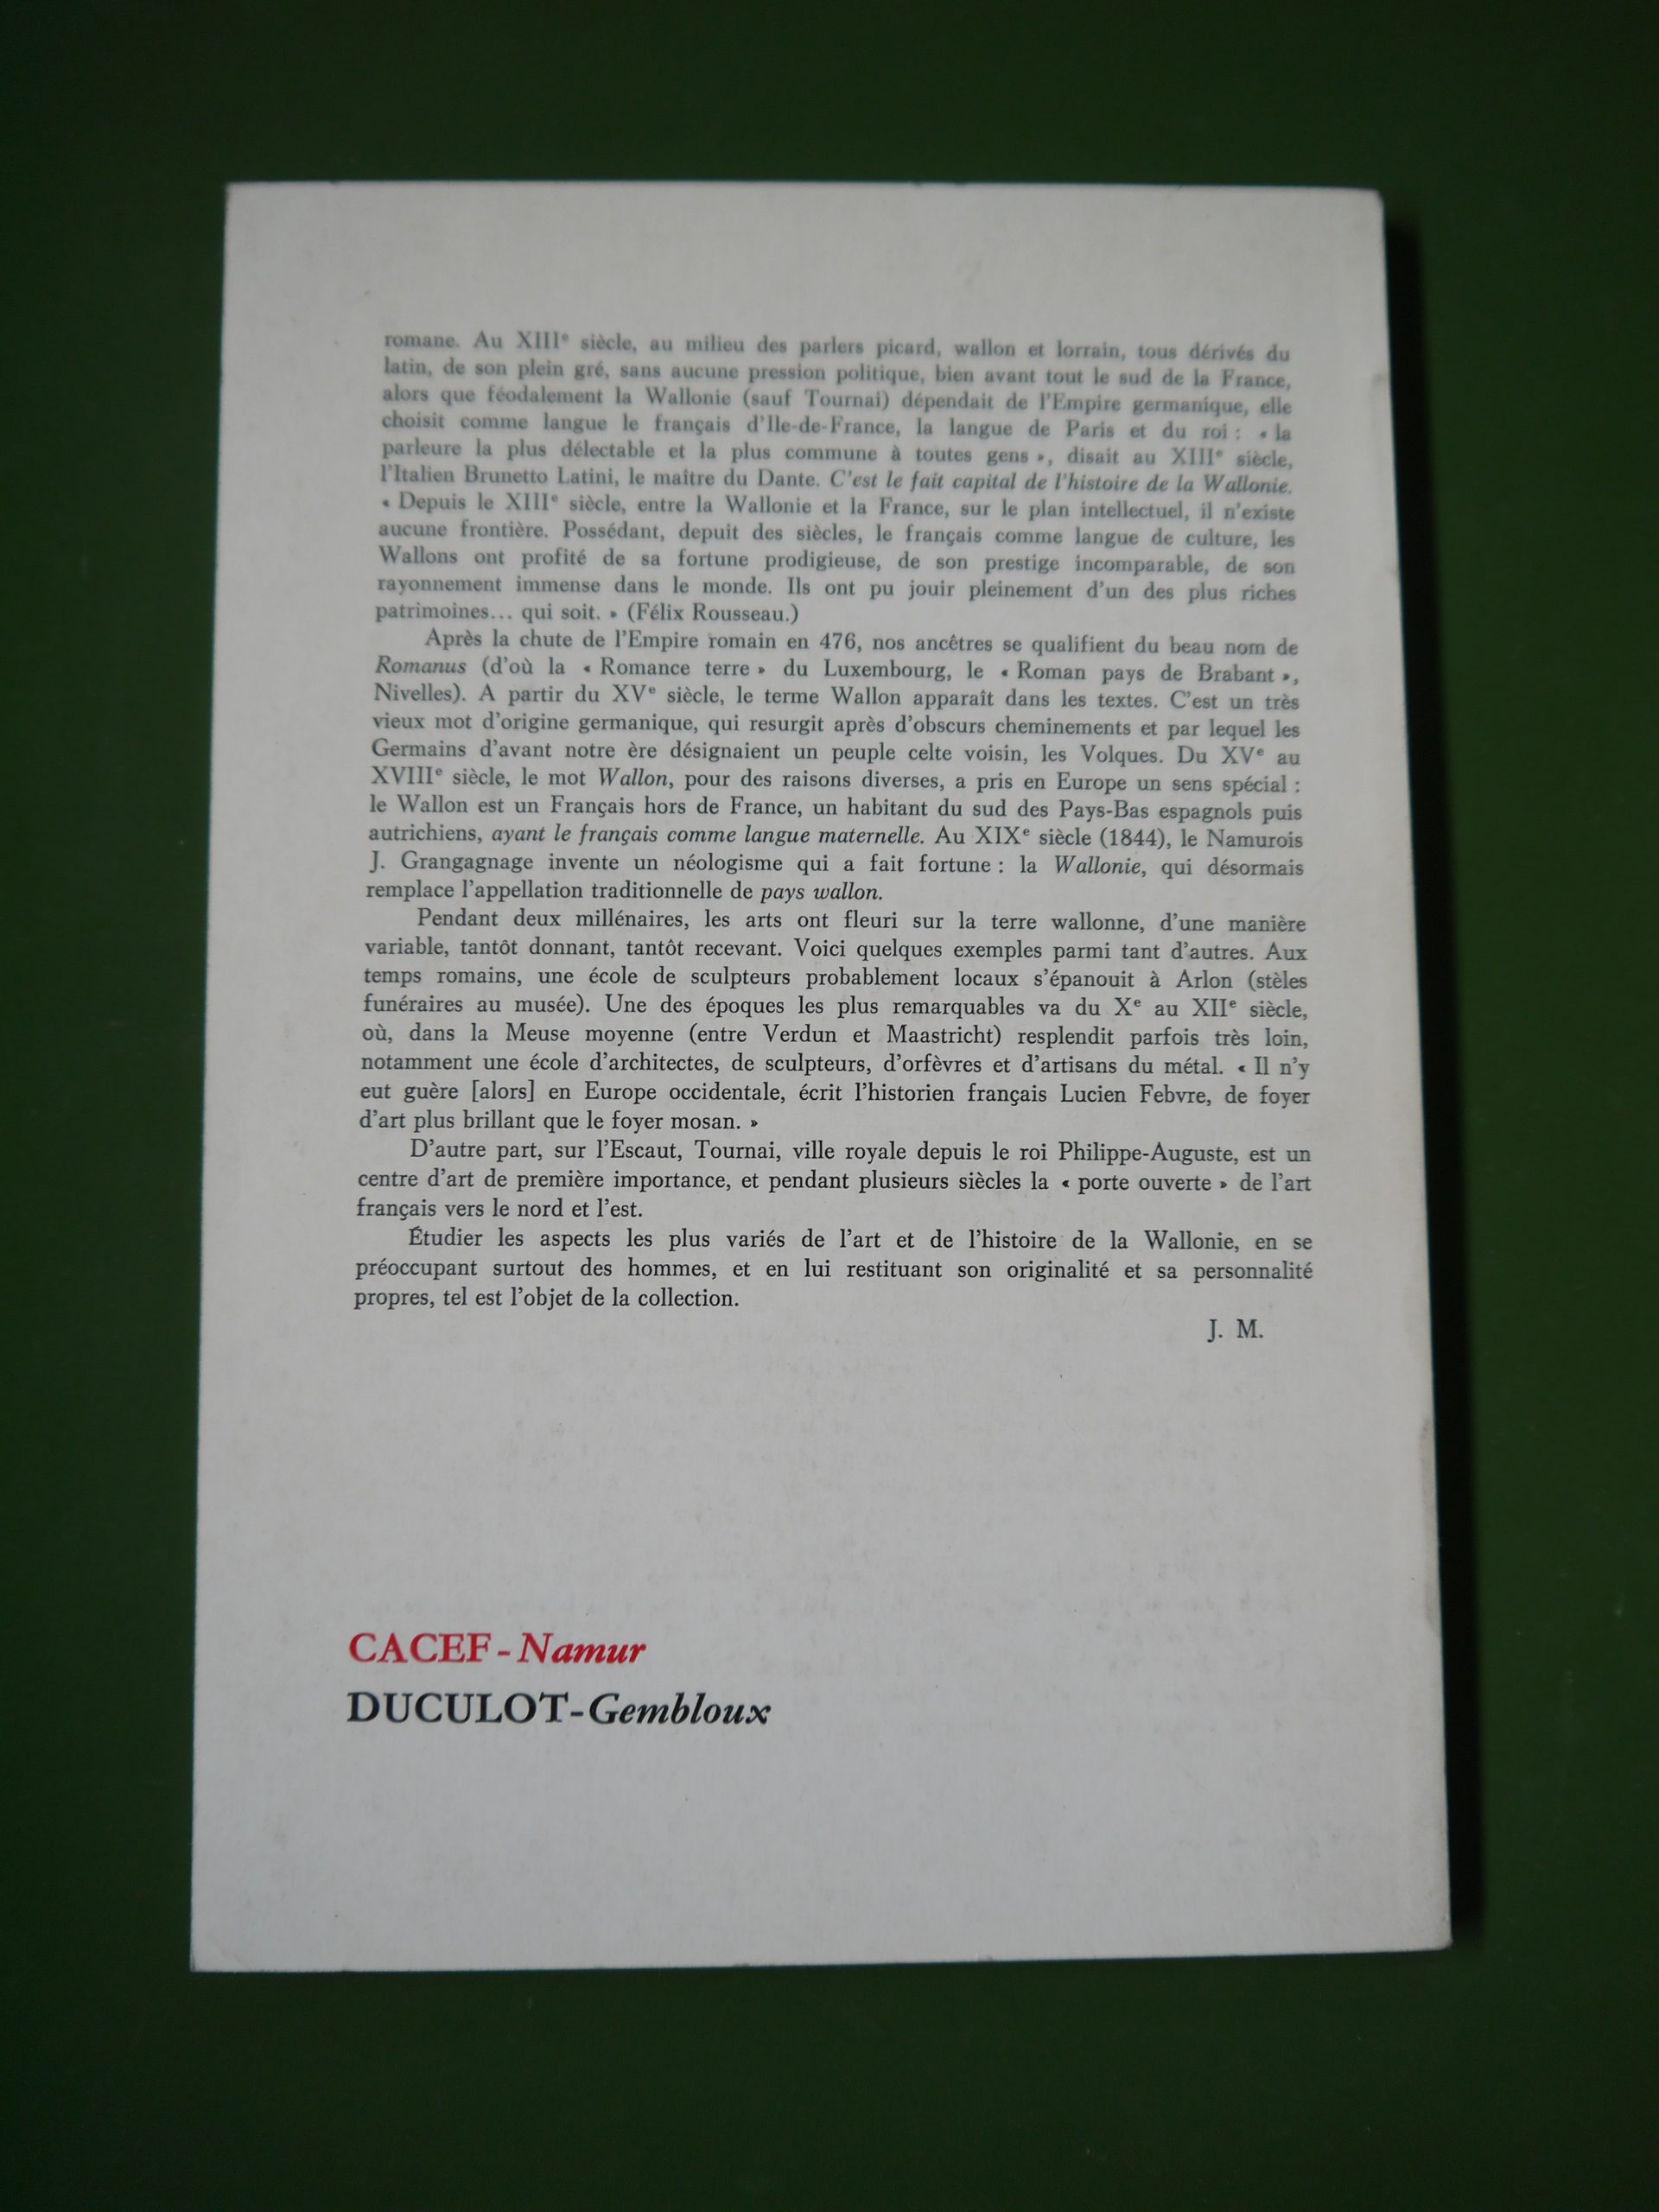 romane. Au XIIIe siècle, au milieu des parlers picard, wallon et lorrain, tous dérivés du
latin, de son plein gré, sans aucune pression politique, bien avant tout le sud de la France,
alors que féodalement la Wallonie (sauf Tournai) dépendait de l'Empire germanique, elle
choisit comme langue le français d'Ile-de-France, la langue de Paris et du roi : « la
parleure la plus délectable et la plus commune à toutes gens », disait au XIIIe siècle,
l'Italien Brunetto Latini, le maître du Dante. C'est le fait capital de l'histoire de la Wallonie.
« Depuis le XIIIe siècle, entre la Wallonie et la France, sur le plan intellectuel, il n'existe
aucune frontière. Possédant, depuit des siècles, le français comme langue de culture, les
Wallons ont profité de sa fortune prodigieuse, de son prestige incomparable, de son
rayonnement immense dans le monde. Ils ont pu jouir pleinement d'un des plus riches
patrimoines... qui soit. » (Félix Rousseau.)
Après la chute de l'Empire romain en 476, nos ancêtres se qualifient du beau nom de
Romanus (d'où la « Romance terre » du Luxembourg, le « Roman pays de Brabant »,
Nivelles). A partir du XVe siècle, le terme Wallon apparaît dans les textes. C'est un très
vieux mot d'origine germanique, qui resurgit après d'obscurs cheminements et par lequel les
Germains d'avant notre ère désignaient un peuple celte voisin, les Volques. Du XVe au
XVIIIe siècle, le mot Wallon, pour des raisons diverses, a pris en Europe un sens spécial :
le Wallon est un Français hors de France, un habitant du sud des Pays-Bas espagnols puis
autrichiens, ayant le français comme langue maternelle. Au XIXe siècle (1844), le Namurois
J. Grangagnage invente un néologisme qui a fait fortune : la Wallonie, qui désormais
remplace l'appellation traditionnelle de pays wallon.
Pendant deux millénaires, les arts ont fleuri sur la terre wallonne, d'une manière
variable, tantôt donnant, tantôt recevant. Voici quelques exemples parmi tant d'autres. Aux
temps romains, une école de sculpteurs probablement locaux s'épanouit à Arlon (stèles
funéraires au musée). Une des époques les plus remarquables va du Xe au XIIe siècle,
où, dans la Meuse moyenne (entre Verdun et Maastricht) resplendit parfois très loin,
notamment une école d'architectes, de sculpteurs, d'orfèvres et d'artisans du métal. « Il n'y
eut guère [alors] en Europe occidentale, écrit l'historien français Lucien Febvre, de foyer
d'art plus brillant que le foyer mosan. »
D'autre part, sur l'Escaut, Tournai, ville royale depuis le roi Philippe-Auguste, est un
centre d'art de première importance, et pendant plusieurs siècles la « porte ouverte » de l'art
français vers le nord et l'est.
Étudier les aspects les plus variés de l'art et de l'histoire de la Wallonie, en se
préoccupant surtout des hommes, et en lui restituant son originalité et sa personnalité
propres, tel est l'objet de la collection.
J. M.
CACEF - Namur
DUCULOT - Gembloux